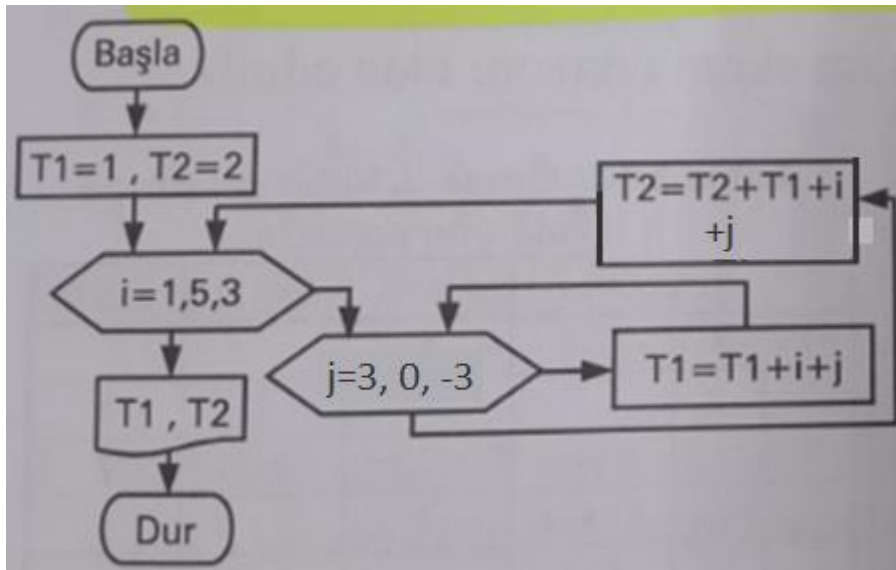 Başla
T1=1 , T2=2
T2=T2+T1+i
+j
i=1,5,3
j=3, 0, -3
T1=T1+i+j
T1 , T2
Dur